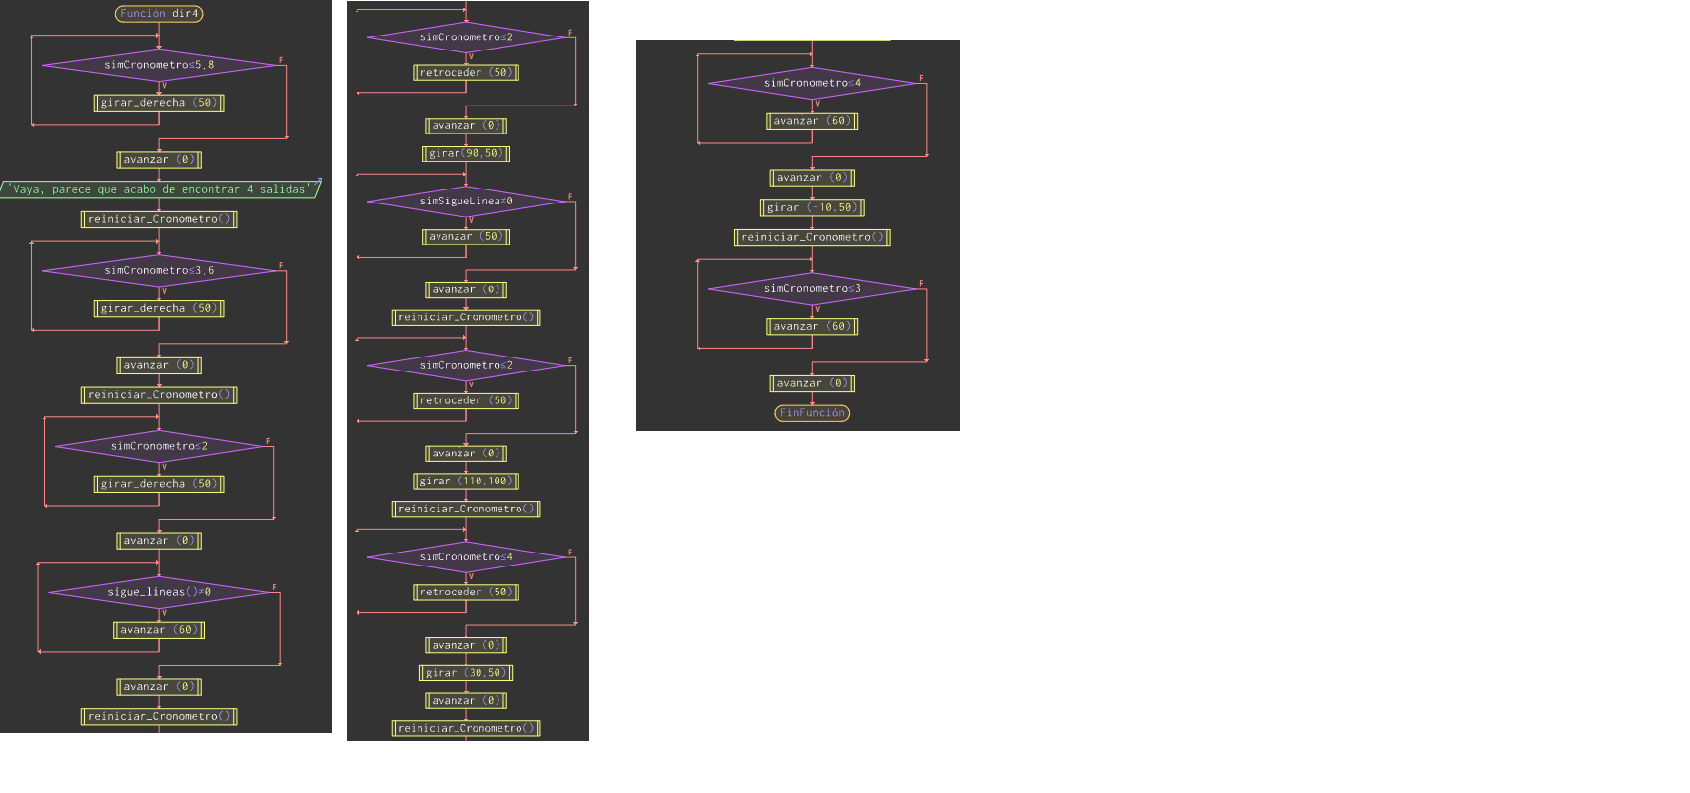 Función dir4
simCronometro≤5,8
F
V
girar_derecha (50)
avanzar (0)
'Vaya, parece que acabo de encontrar 4 salidas'
reiniciar_Cronometro()
simCronometro≤3,6
F
V
girar_derecha (50)
avanzar (0)
reiniciar_Cronometro()
simCronometro≤2
F
V
girar_derecha (50)
avanzar (0)
sigue_lineas()≠0
F
V
avanzar (60)
avanzar (0)
reiniciar_Cronometro()
simCronometro≤2
F
V
retroceder (50)
avanzar (0)
girar(90,50)
simSigueLinea≠0
F
V
avanzar (50)
avanzar (0)
reiniciar_Cronometro()
simCronometro≤2
F
V
retroceder (50)
avanzar (0)
girar (110,100)
reiniciar_Cronometro()
simCronometro≤4
F
V
retroceder (50)
avanzar (0)
girar (30,50)
avanzar (0)
reiniciar_Cronometro()
simCronometro≤4
F
V
avanzar (60)
avanzar (0)
girar (-10,50)
reiniciar_Cronometro()
simCronometro≤3
F
V
avanzar (60)
avanzar (0)
FinFunción